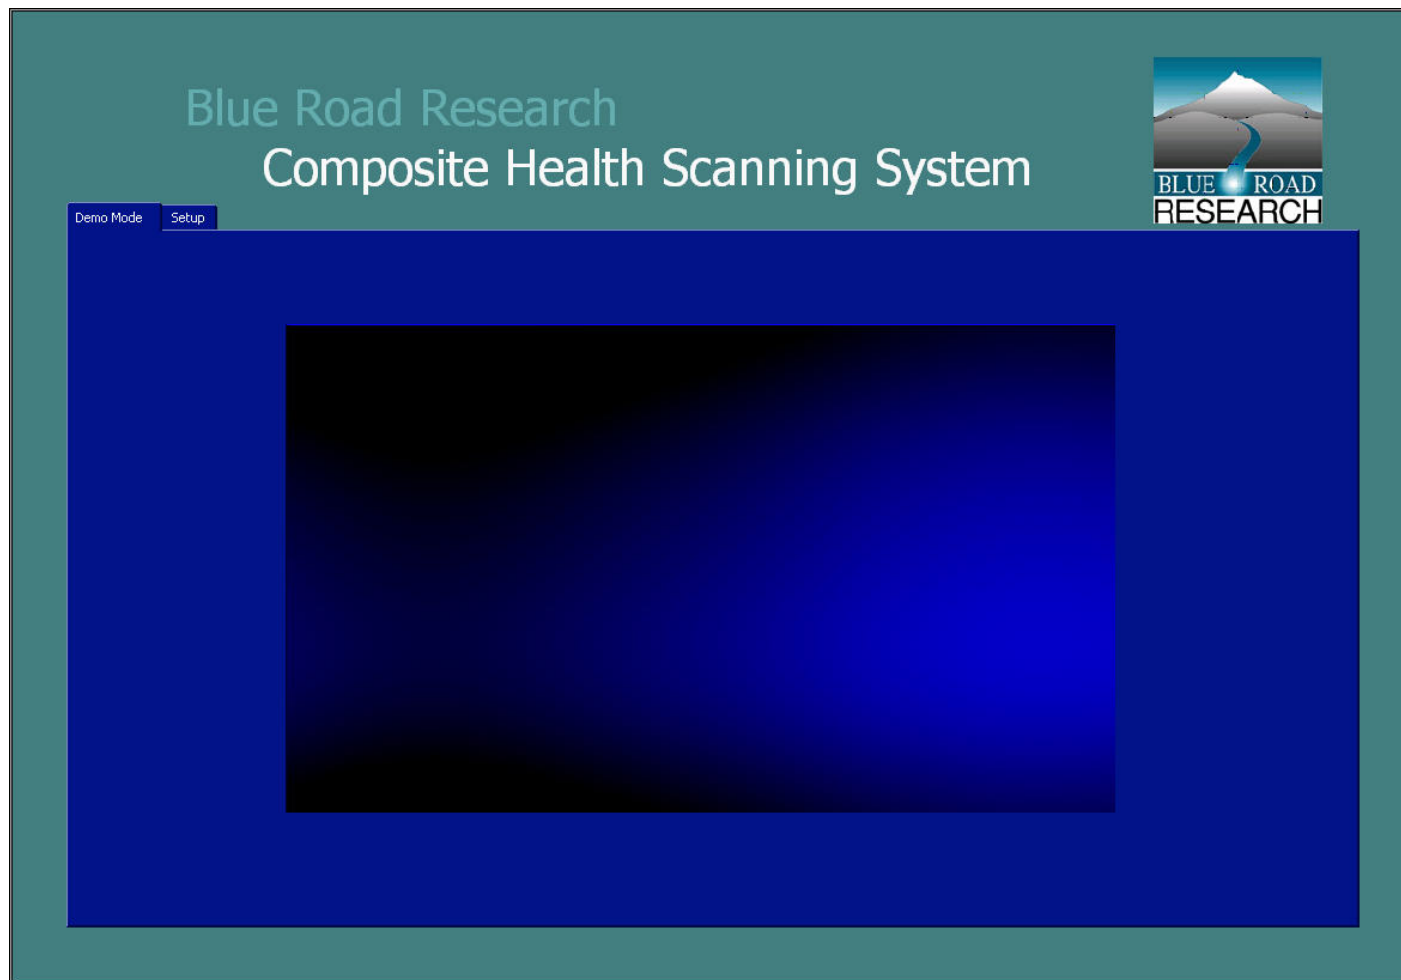 Blue Road Research
Composite Health Scanning System
BLUE ROAD
RESEARCH
Demo Mode Setup